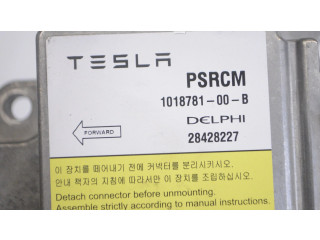 TESLA
PSRCM
1018781-00-B
DELPHI
28428227
FORWARD
이 장치를 떼어내기 전에 커넥터를 분리시키시오.
안내 책자의 지침에 따라서만 이 장치를 조립하십시오.
Detach connector before unmounting.
Assemble strictly according to manual instructions.